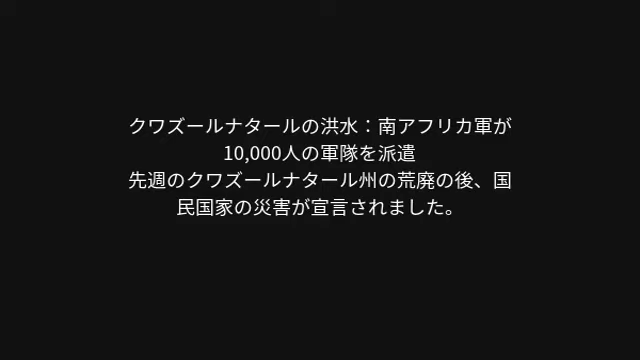 クワズールナタールの洪水：南アフリカ軍が
10,000人の軍隊を派遣
先週のクワズールナタール州の荒廃の後、国
民国家の災害が宣言されました。